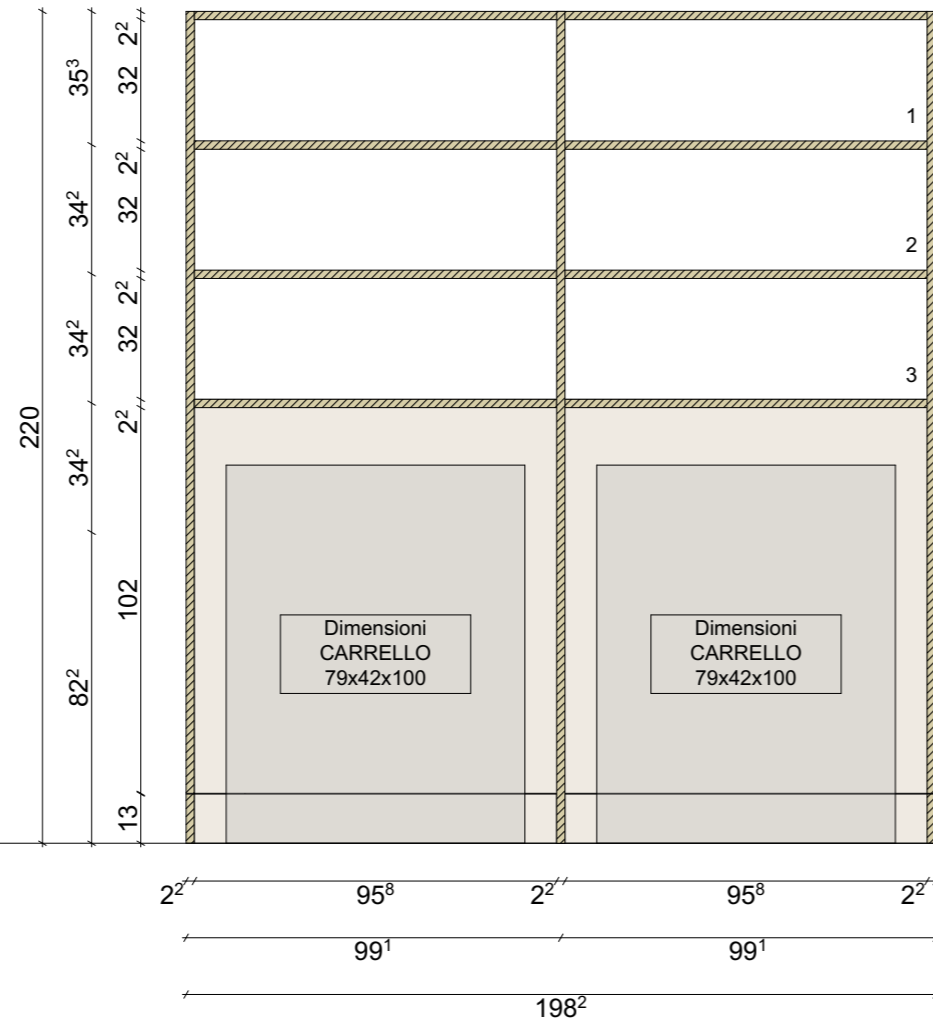 220
35³
34²
34²
34²
82²
2²
32
2²
32
2²
32
2²
102
13
1
2
3
Dimensioni
CARRELLO
79x42x100
Dimensioni
CARRELLO
79x42x100
2² 95⁸ 2² 95⁸ 2²
99¹ 99¹
198²